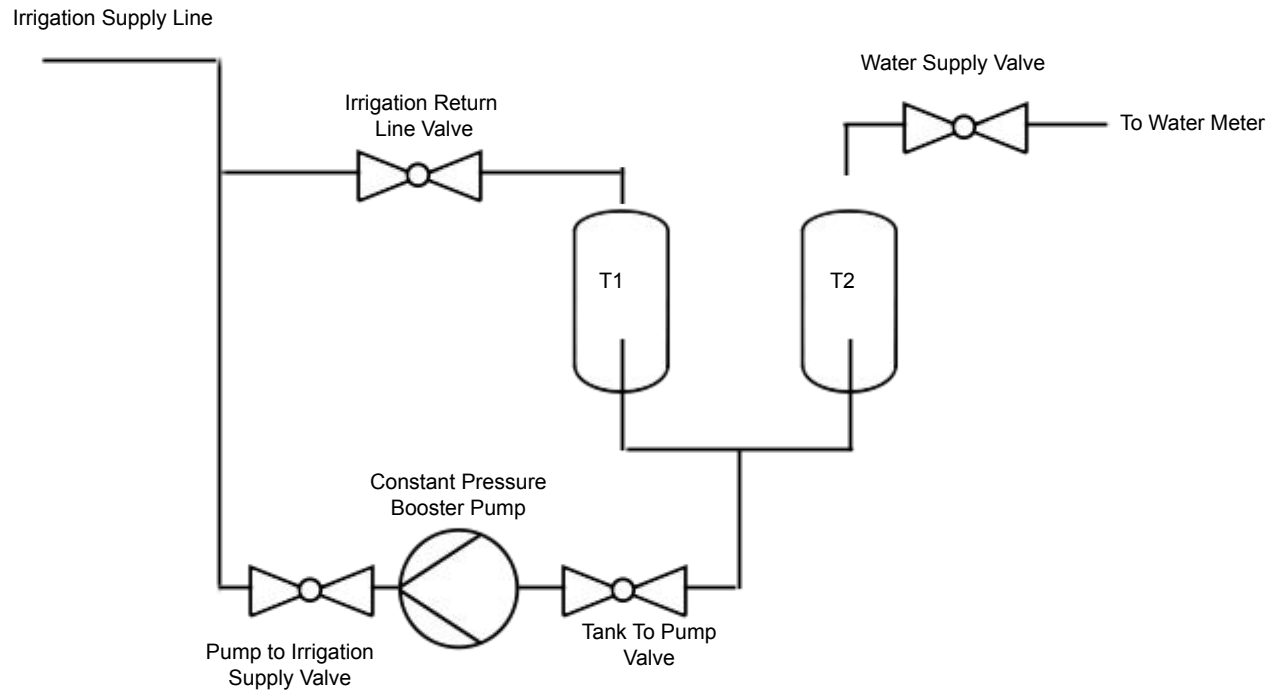 Irrigation Supply Line
Water Supply Valve
Irrigation Return
Line Valve
To Water Meter
T1
T2
Constant Pressure
Booster Pump
Tank To Pump
Valve
Pump to Irrigation
Supply Valve